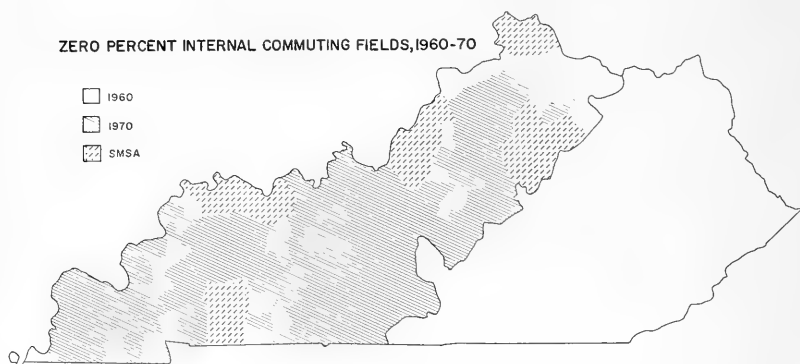 ZERO PERCENT INTERNAL COMMUTING FIELDS, 1960-70
1960
1970
SMSA